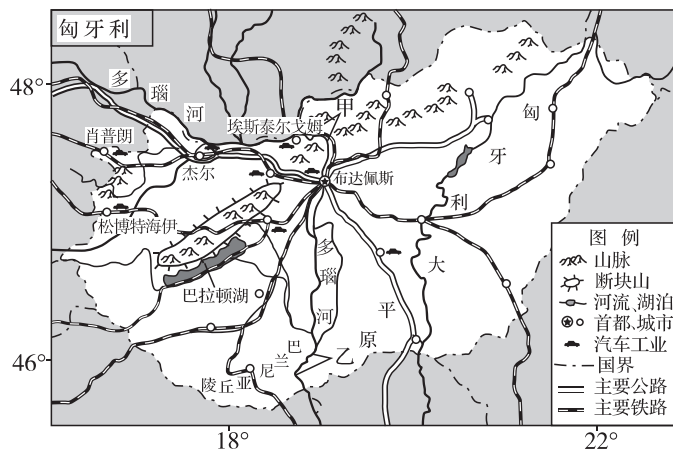 匈牙利
48°
46°
18°
22°
多瑙河
埃斯泰尔戈姆
甲
匈牙利大平原
肖普朗
杰尔
布达佩斯
松博特海伊
巴拉顿湖
多瑙河
乙
巴兰尼亚丘陵
图例
山脉
断块山
河流、湖泊
首都、城市
汽车工业
国界
主要公路
主要铁路